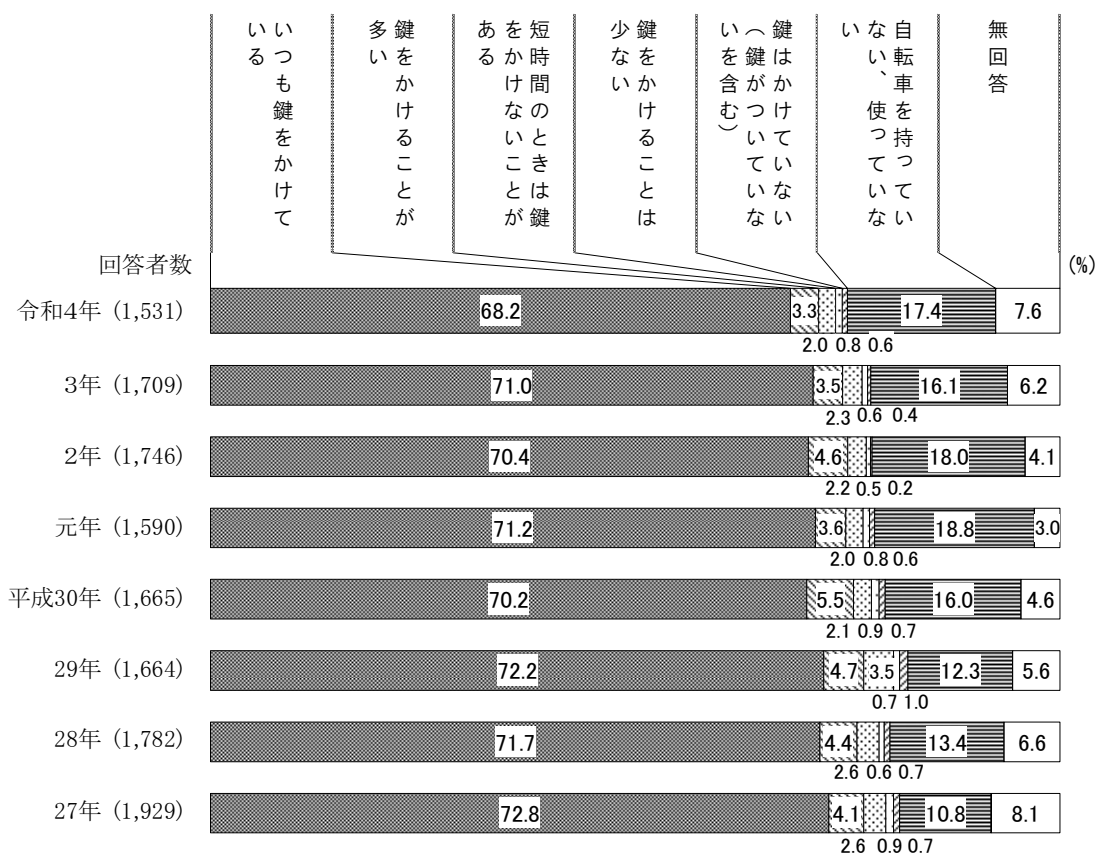 いつも鍵をかけて
いる
鍵をかけることが
多い
短時間のときは鍵
をかけないことが
ある
鍵をかけることは
少ない
鍵はかけていない
（鍵がついていな
いを含む）
自転車を持ってい
ない、使っていな
い
無回答
回答者数
(%)
令和4年 (1,531)
68.2
3.3
17.4
7.6
2.0 0.8 0.6
3年 (1,709)
71.0
3.5
16.1
6.2
2.3 0.6 0.4
2年 (1,746)
70.4
4.6
18.0
4.1
2.2 0.5 0.2
元年 (1,590)
71.2
3.6
18.8
3.0
2.0 0.8 0.6
平成30年 (1,665)
70.2
5.5
16.0
4.6
2.1 0.9 0.7
29年 (1,664)
72.2
4.7
3.5
12.3
5.6
0.7 1.0
28年 (1,782)
71.7
4.4
13.4
6.6
2.6 0.6 0.7
27年 (1,929)
72.8
4.1
10.8
8.1
2.6 0.9 0.7